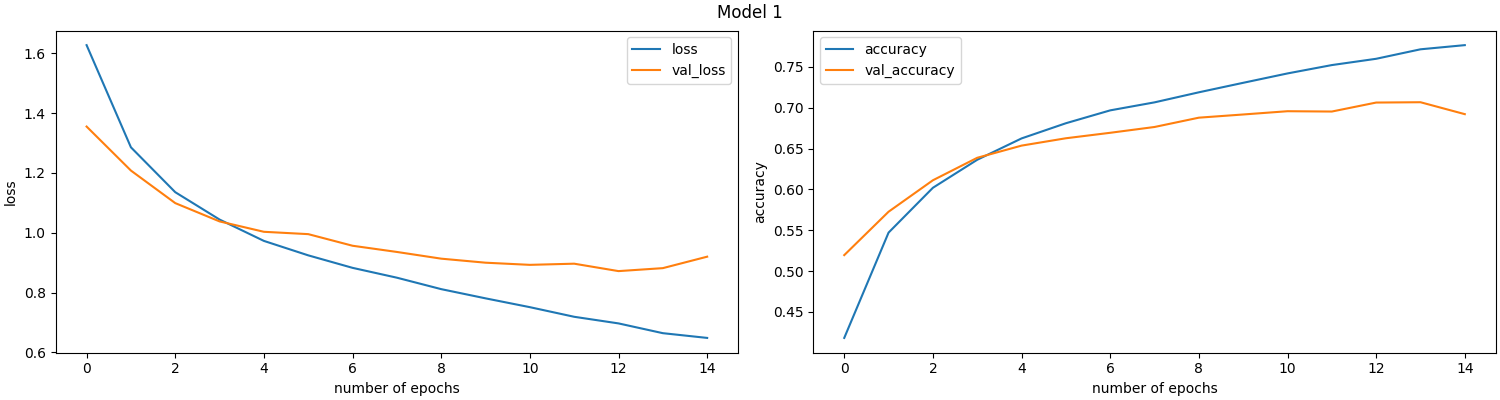 Model 1
1.6
1.4
1.2
1.0
0.8
0.6
loss
0 2 4 6 8 10 12 14
number of epochs
loss
val_loss
0.75
0.70
0.65
0.60
0.55
0.50
0.45
accuracy
0 2 4 6 8 10 12 14
number of epochs
accuracy
val_accuracy